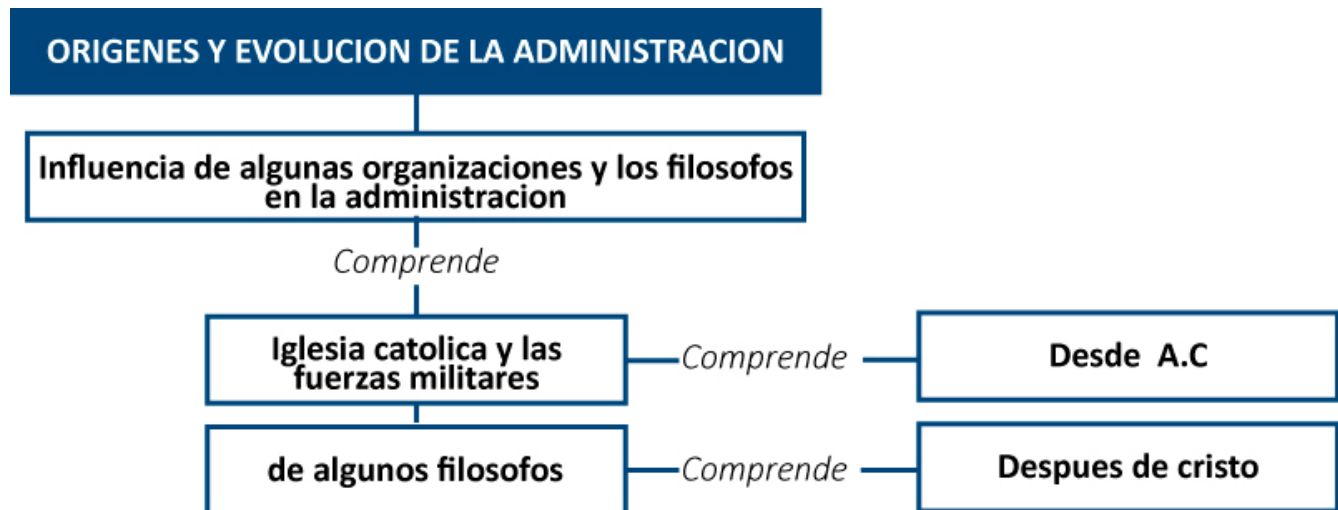 ORIGENES Y EVOLUCION DE LA ADMINISTRACION
Influencia de algunas organizaciones y los filosofos
en la administracion
Comprende
Iglesia catolica y las
fuerzas militares
Comprende
Desde A.C
de algunos filosofos
Comprende
Despues de cristo